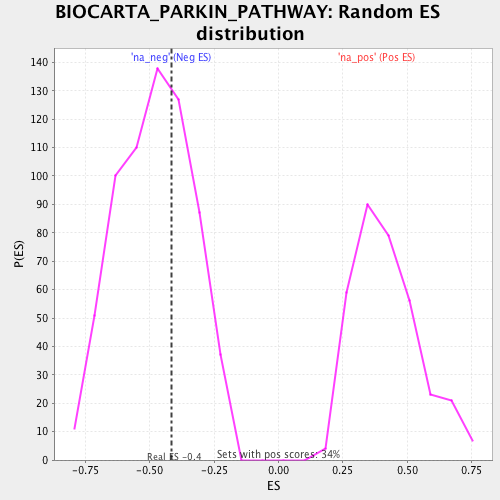 BIOCARTA_PARKIN_PATHWAY: Random ES
distribution
'na_neg' (Neg ES)
'na_pos' (Pos ES)
140
130
120
110
100
90
80
70
60
50
40
30
20
10
0
P(ES)
Real ES -0.4
Sets with pos scores: 34%
-0.75
-0.50
-0.25
0.00
0.25
0.50
0.75
ES